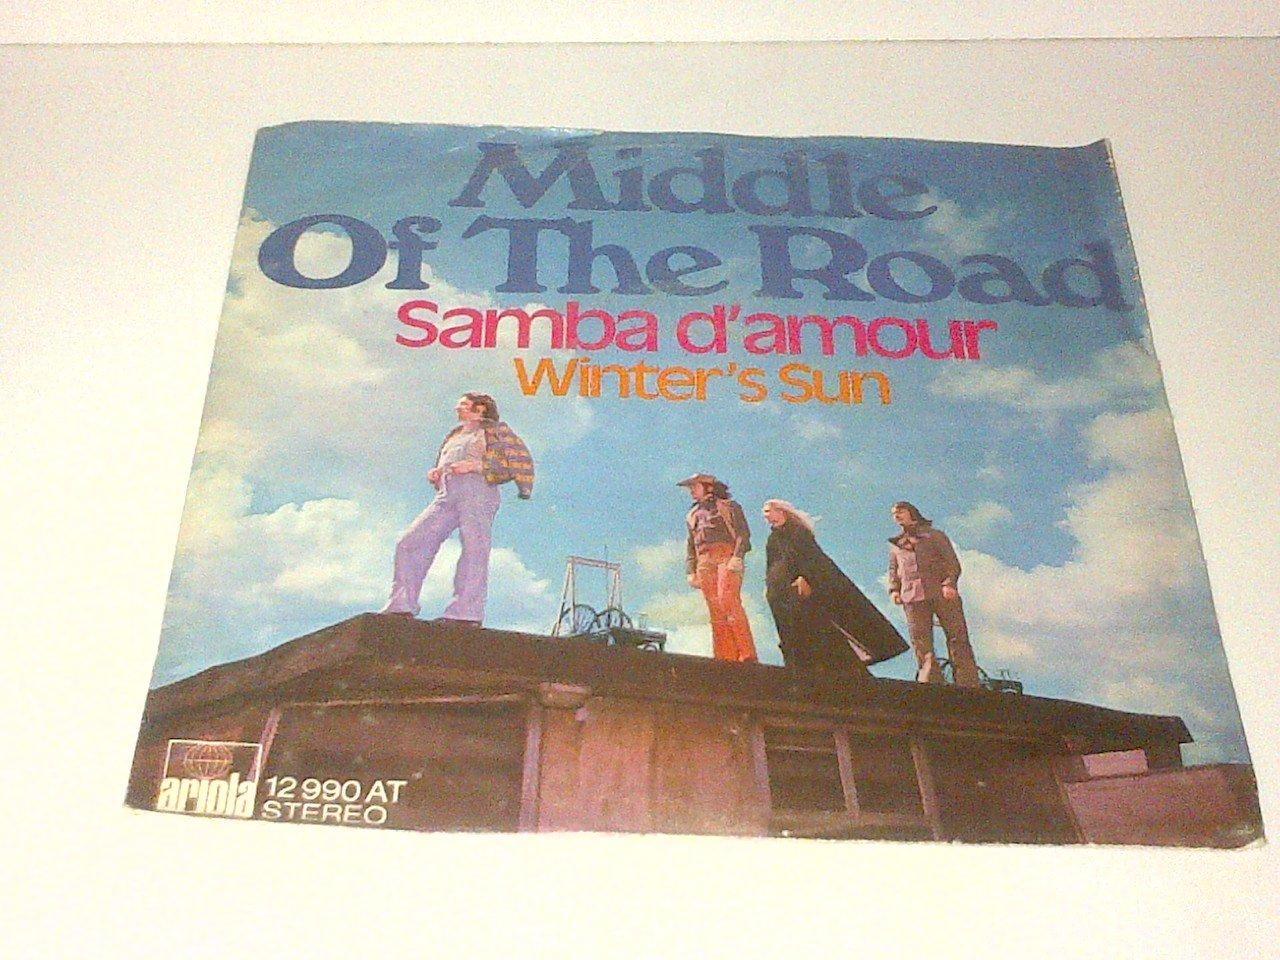 Middle
Of The Road
Samba d'amour
Winter's Sun
ariola
12 990 AT
STEREO